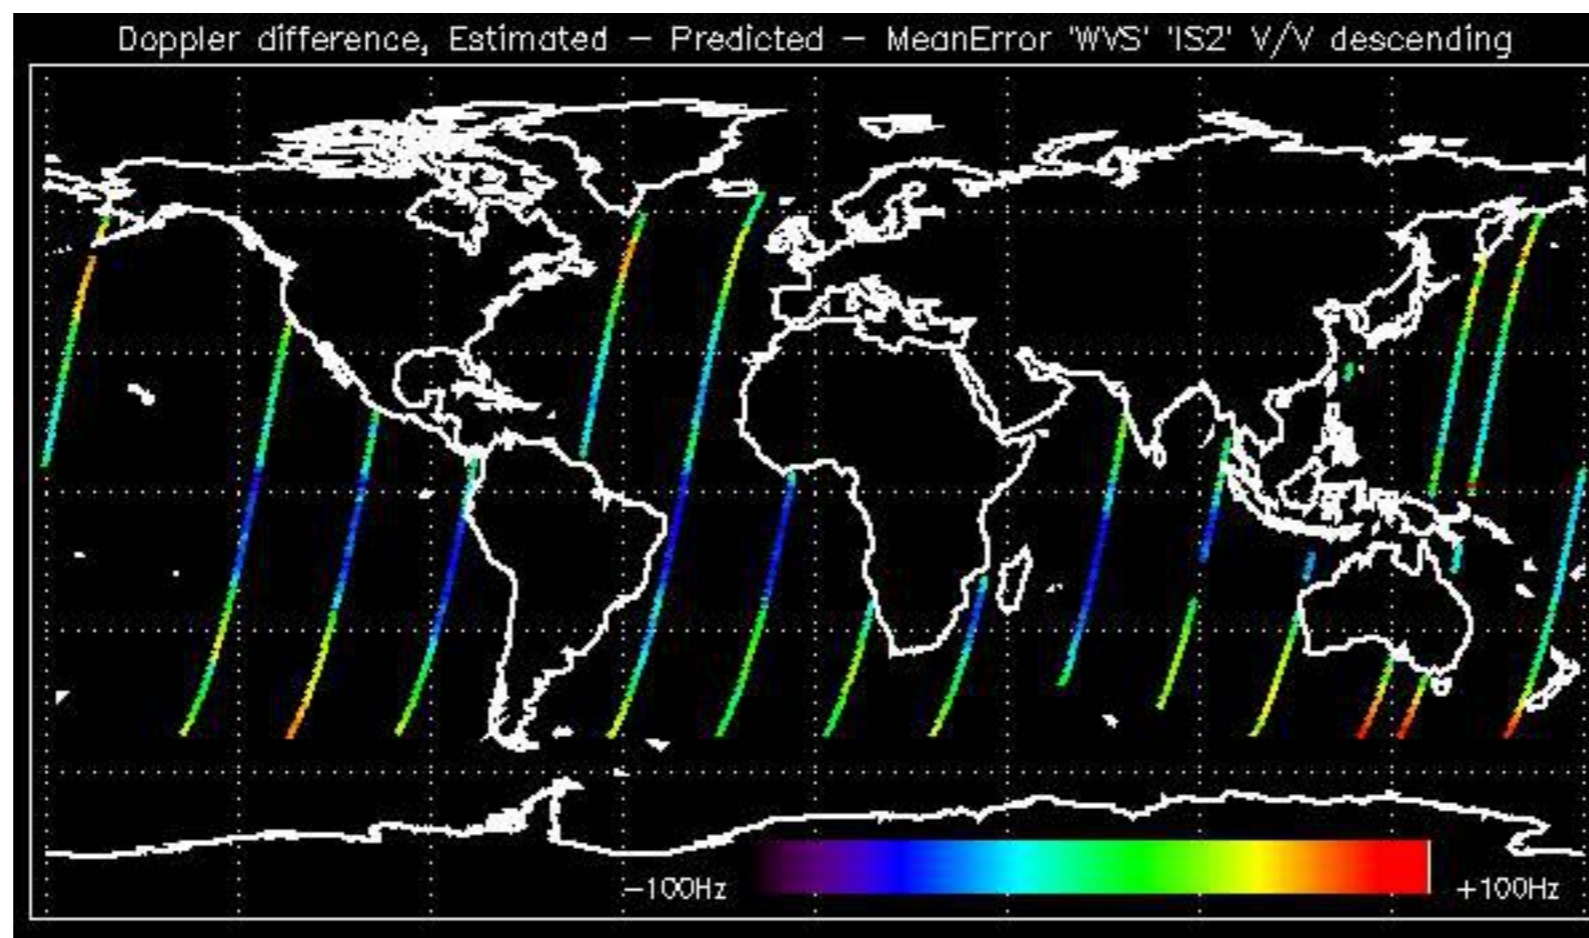 Doppler difference, Estimated - Predicted - MeanError 'WVS' 'IS2' V/V descending
-100Hz +100Hz